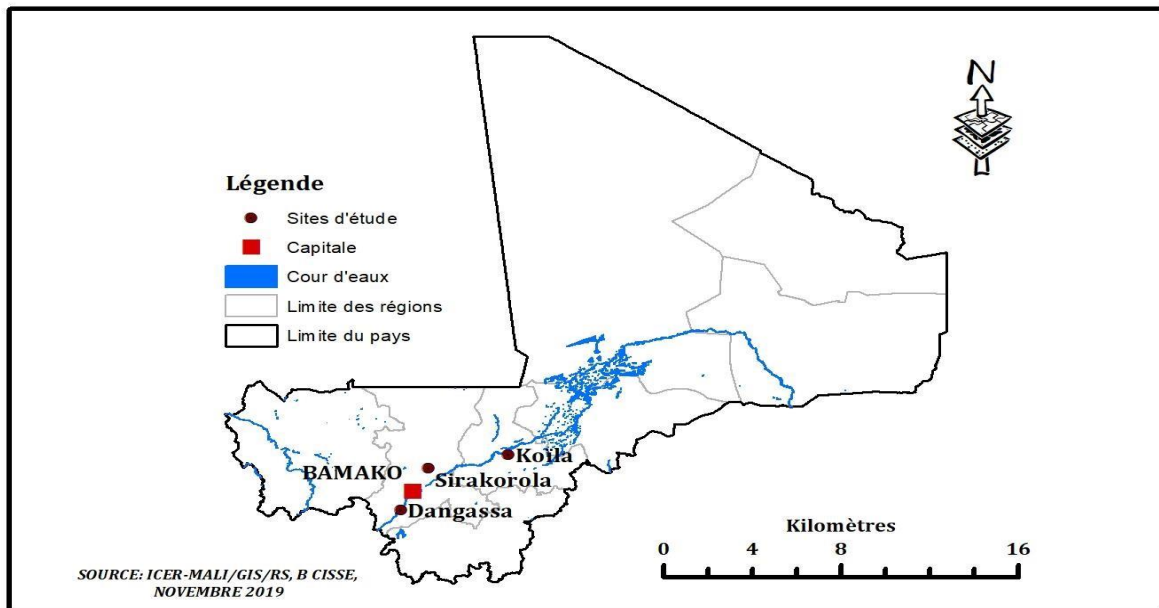 N
Légende
Sites d'étude
Capitale
Cour d'eaux
Limite des régions
Limite du pays
Koïla
BAMAKO
Sirakorola
Dangassa
Kilomètres
0 4 8 16
SOURCE: ICER-MALI/GIS/RS, B CISSE,
NOVEMBRE 2019